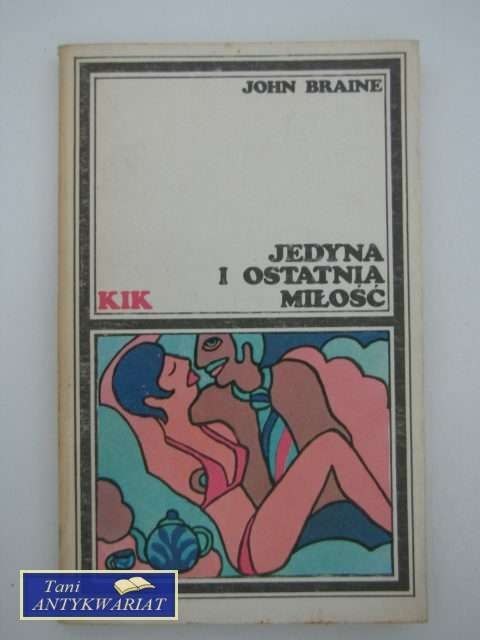 JOHN BRAINE
JEDYNA
I OSTATNIA
MIŁOŚĆ
KIK
Tani
ANTYKWARIAT